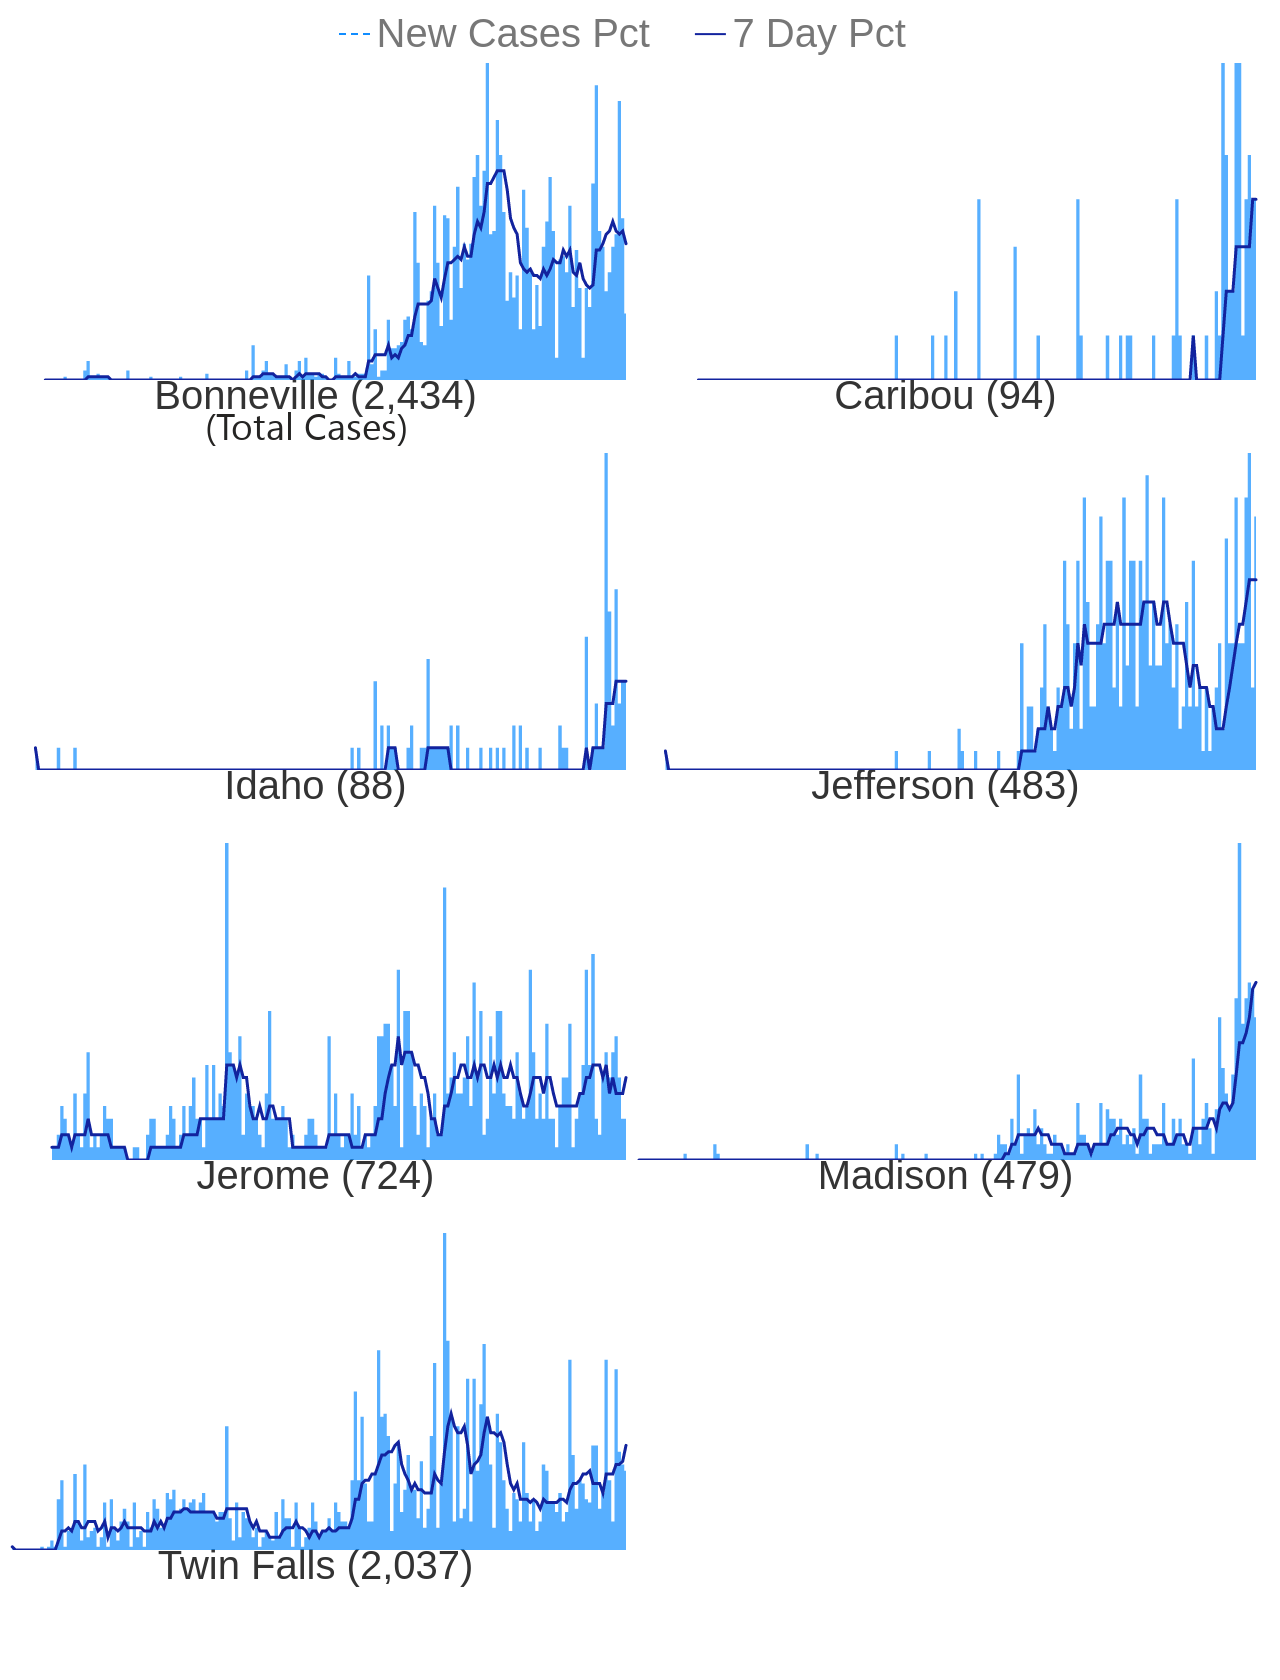 New Cases Pct 7 Day Pct
Bonneville (2,434) Caribou (94)
(Total Cases)
Idaho (88) Jefferson (483)
Jerome (724) Madison (479)
Twin Falls (2,037)